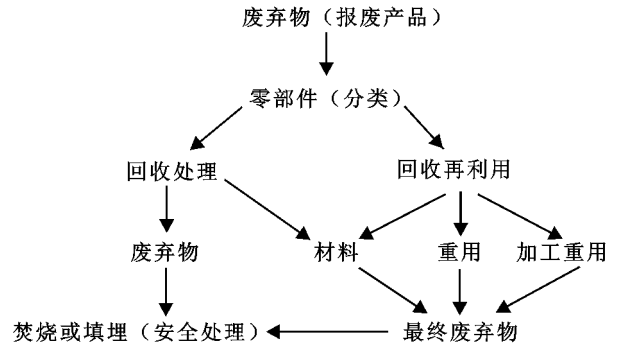 废弃物（报废产品）
零部件（分类）
回收处理
回收再利用
废弃物
材料
重用
加工重用
焚烧或填埋（安全处理）
最终废弃物